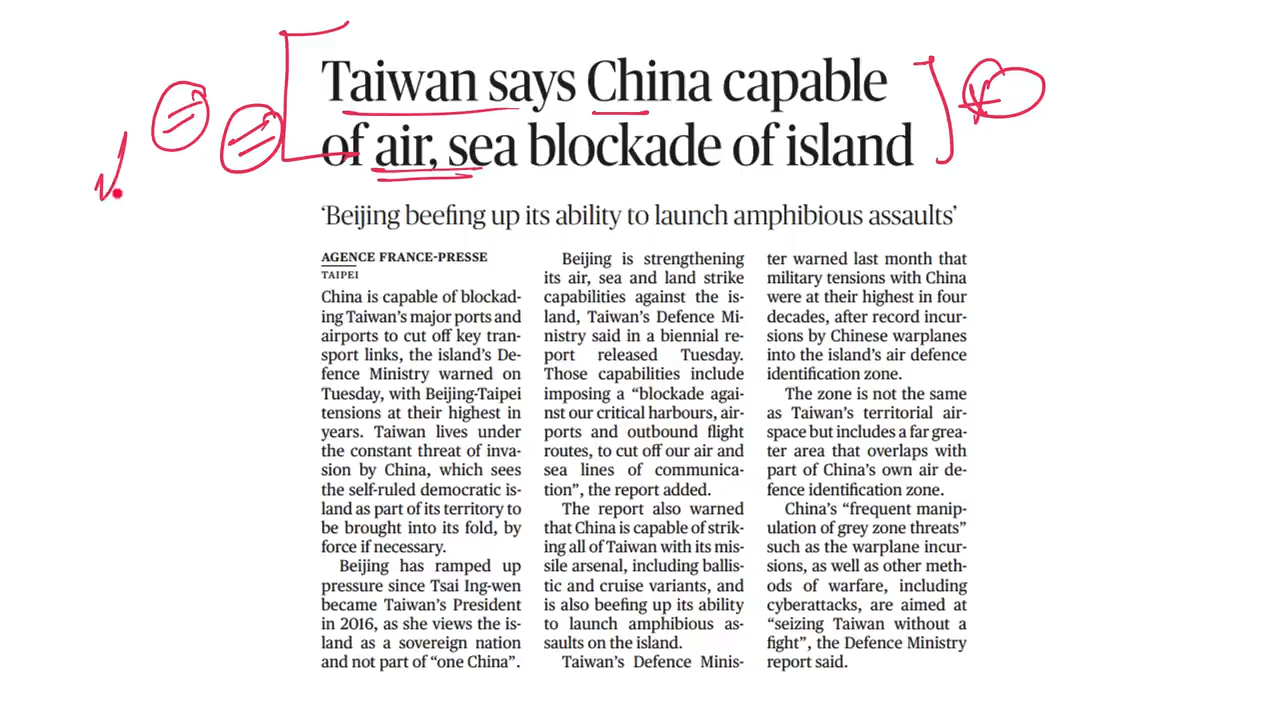 Taiwan says China capable
of air, sea blockade of island
‘Beijing beefing up its ability to launch amphibious assaults’
AGENCE FRANCE-PRESSE
TAIPEI
China is capable of blockad-
ing Taiwan’s major ports and
airports to cut off key tran-
sport links, the island’s De-
fence Ministry warned on
Tuesday, with Beijing-Taipei
tensions at their highest in
years. Taiwan lives under
the constant threat of inva-
sion by China, which sees
the self-ruled democratic is-
land as part of its territory to
be brought into its fold, by
force if necessary.
Beijing has ramped up
pressure since Tsai Ing-wen
became Taiwan’s President
in 2016, as she views the is-
land as a sovereign nation
and not part of “one China”.
Beijing is strengthening
its air, sea and land strike
capabilities against the is-
land, Taiwan’s Defence Mi-
nistry said in a biennial re-
port released Tuesday.
Those capabilities include
imposing a “blockade agai-
nst our critical harbours, air-
ports and outbound flight
routes, to cut off our air and
sea lines of communica-
tion”, the report added.
The report also warned
that China is capable of strik-
ing all of Taiwan with its mis-
sile arsenal, including ballis-
tic and cruise variants, and
is also beefing up its ability
to launch amphibious as-
saults on the island.
Taiwan’s Defence Minis-
ter warned last month that
military tensions with China
were at their highest in four
decades, after record incur-
sions by Chinese warplanes
into the island’s air defence
identification zone.
The zone is not the same
as Taiwan’s territorial air-
space but includes a far grea-
ter area that overlaps with
part of China’s own air de-
fence identification zone.
China’s “frequent manip-
ulation of grey zone threats”
such as the warplane incur-
sions, as well as other meth-
ods of warfare, including
cyberattacks, are aimed at
“seizing Taiwan without a
fight”, the Defence Ministry
report said.